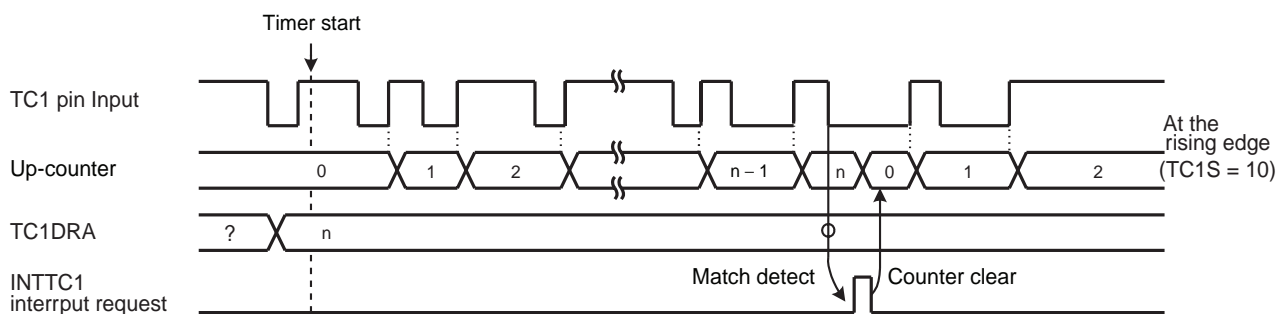 Timer start
TC1 pin Input
At the
rising edge
(TC1S = 10)
Up-counter
0
1
2
n – 1
n
0
1
2
TC1DRA
?
n
Match detect
Counter clear
INTTC1
interrput request